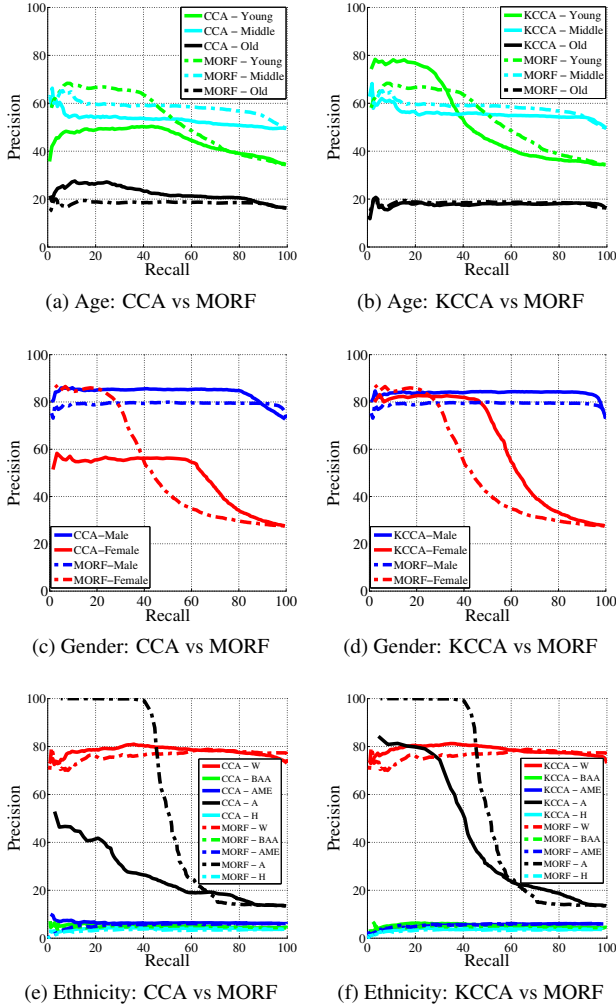 100
80
60
40
20
0
0 20 40 60 80 100
Precision
Recall
CCA – Young
CCA – Middle
CCA – Old
MORF – Young
MORF – Middle
MORF – Old
(a) Age: CCA vs MORF
100
80
60
40
20
0
0 20 40 60 80 100
Precision
Recall
KCCA – Young
KCCA – Middle
KCCA – Old
MORF – Young
MORF – Middle
MORF – Old
(b) Age: KCCA vs MORF
100
80
60
40
20
0
0 20 40 60 80 100
Precision
Recall
CCA–Male
CCA–Female
MORF–Male
MORF–Female
(c) Gender: CCA vs MORF
100
80
60
40
20
0
0 20 40 60 80 100
Precision
Recall
KCCA–Male
KCCA–Female
MORF–Male
MORF–Female
(d) Gender: KCCA vs MORF
100
80
60
40
20
0
0 20 40 60 80 100
Precision
Recall
CCA – W
CCA – BAA
CCA – AME
CCA – A
CCA – H
MORF – W
MORF – BAA
MORF – AME
MORF – A
MORF – H
(e) Ethnicity: CCA vs MORF
100
80
60
40
20
0
0 20 40 60 80 100
Precision
Recall
KCCA – W
KCCA – BAA
KCCA – AME
KCCA – A
KCCA – H
MORF – W
MORF – BAA
MORF – AME
MORF – A
MORF – H
(f) Ethnicity: KCCA vs MORF